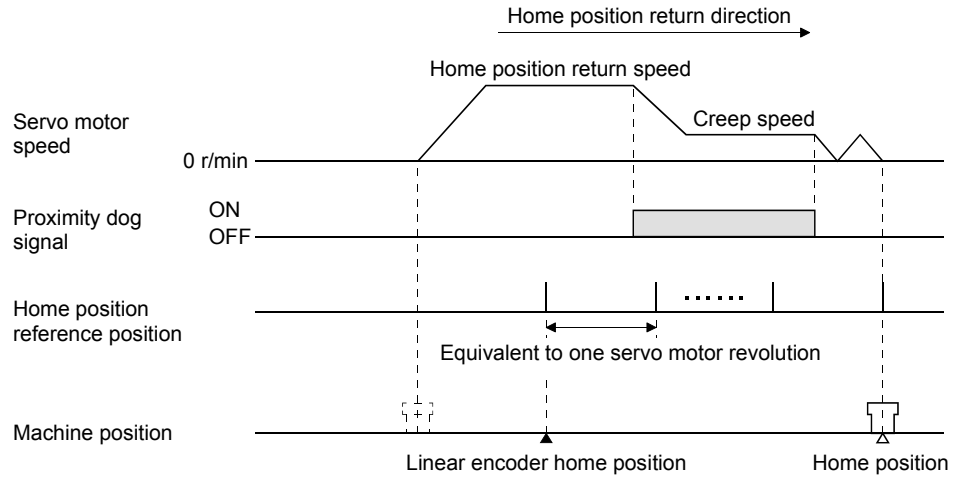 Home position return direction
Home position return speed
Servo motor
speed
Creep speed
0 r/min
Proximity dog
signal
ON
OFF
Home position
reference position
Equivalent to one servo motor revolution
Machine position
Linear encoder home position
Home position